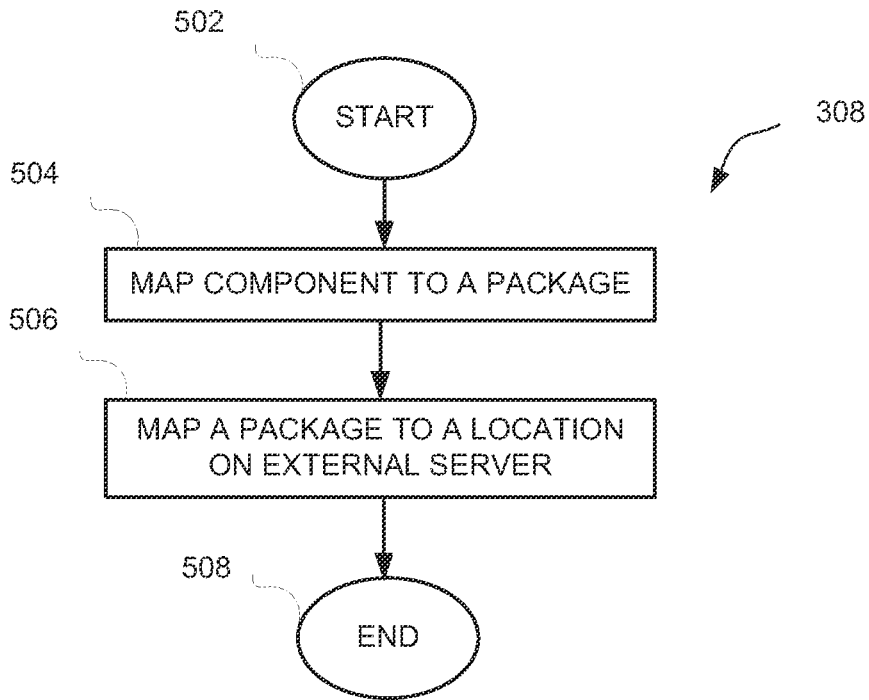 502
START
308
504
MAP COMPONENT TO A PACKAGE
506
MAP A PACKAGE TO A LOCATION
ON EXTERNAL SERVER
508
END